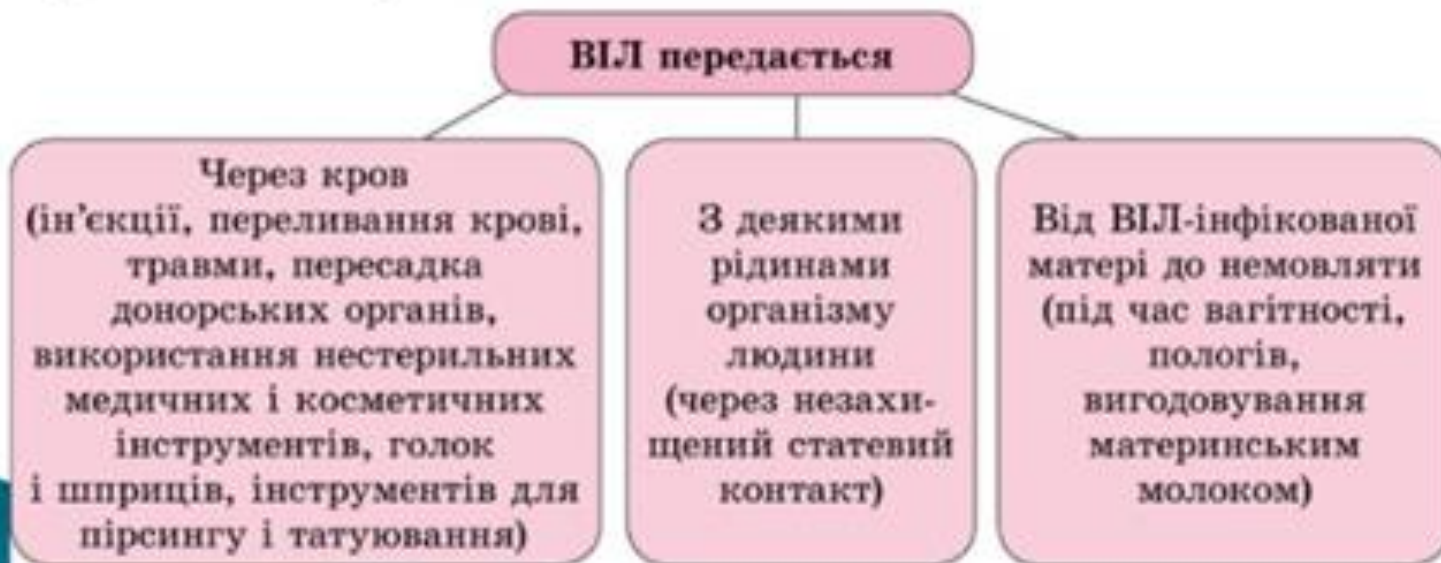 ВІЛ передається
Через кров
(ін’єкції, переливання крові,
травми, пересадка
донорських органів,
використання нестерильних
медичних і косметичних
інструментів, голок
і шприців, інструментів для
пірсингу і татуювання)
З деякими
рідинами
організму
людини
(через незахи-
щений статевий
контакт)
Від ВІЛ-інфікованої
матері до немовляти
(під час вагітності,
пологів,
вигодовування
материнським
молоком)